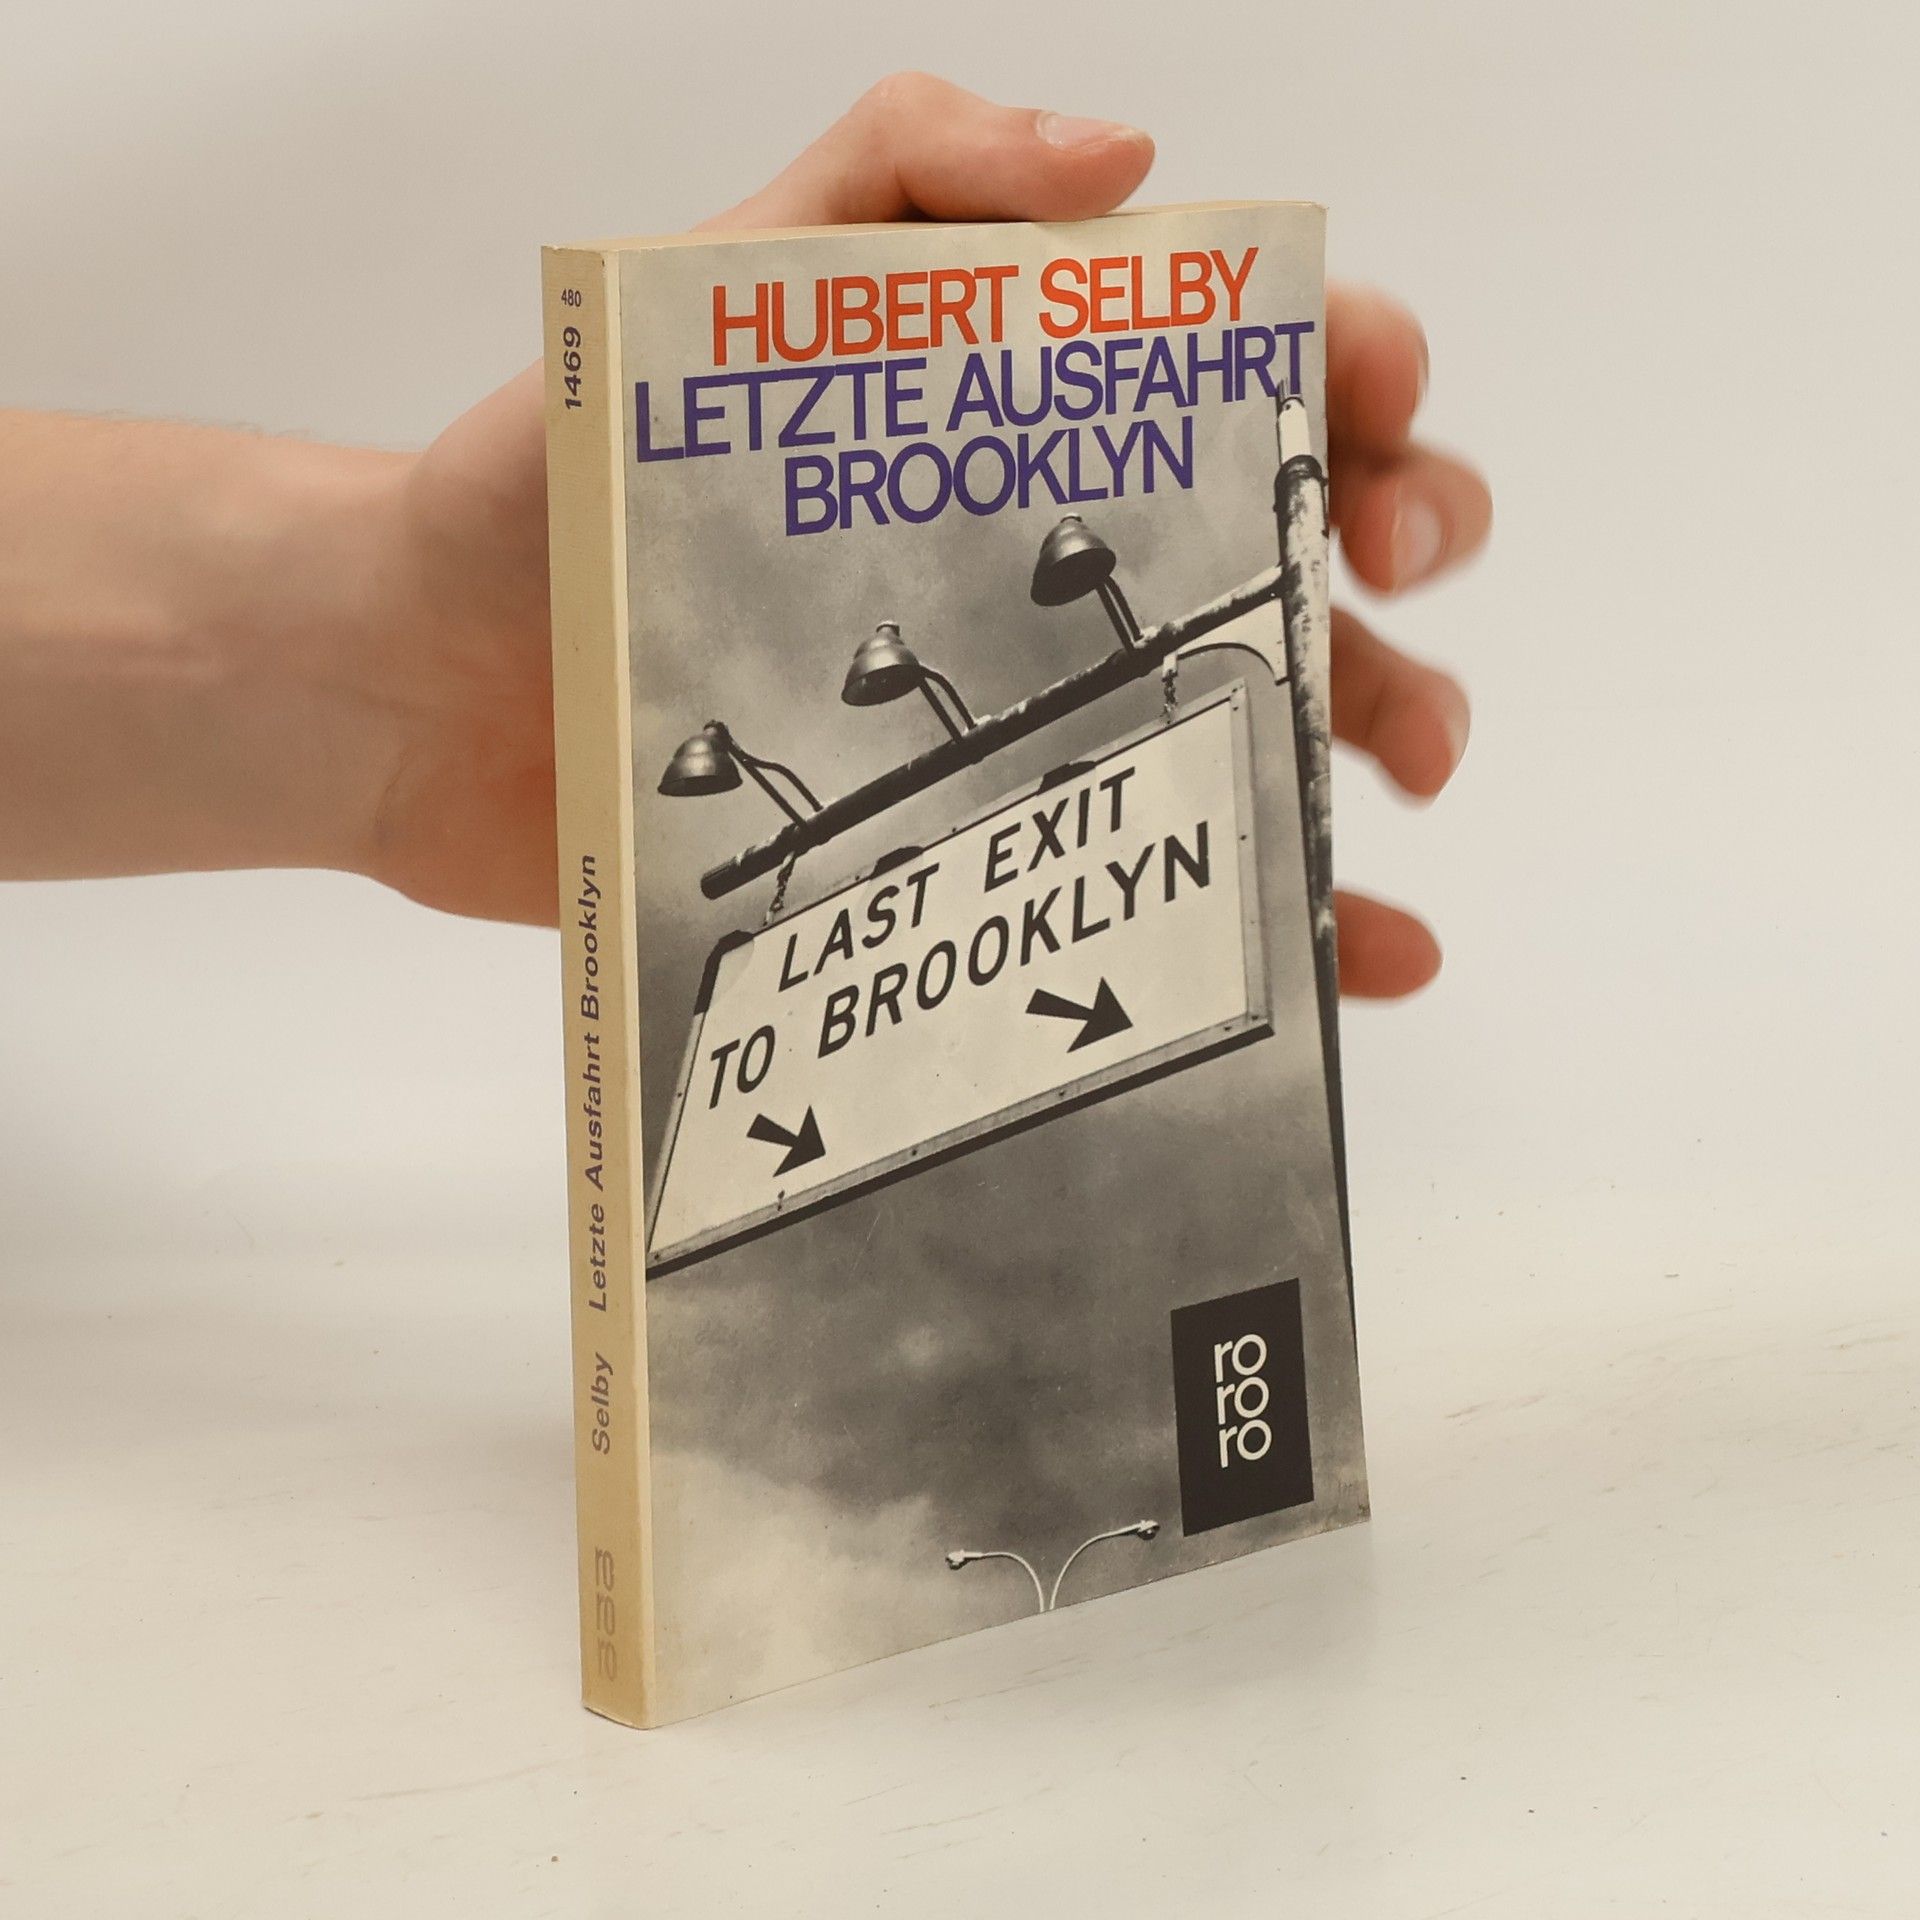 HUBERT SELBY
LETZTE AUSFAHRT
BROOKLYN
LAST EXIT
TO BROOKLYN
ro
ro
ro
Selby Letzte Ausfahrt Brooklyn
1469
480
ro
ro
ro